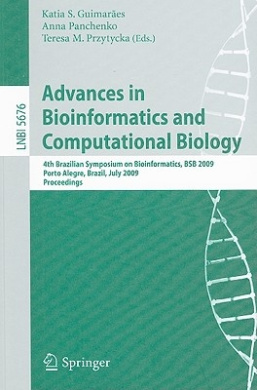 Katia S. Guimarães
Anna Panchenko
Teresa M. Przytycka (Eds.)
LNBI 5676
Advances in
Bioinformatics and
Computational Biology
4th Brazilian Symposium on Bioinformatics, BSB 2009
Porto Alegre, Brazil, July 2009
Proceedings
Springer